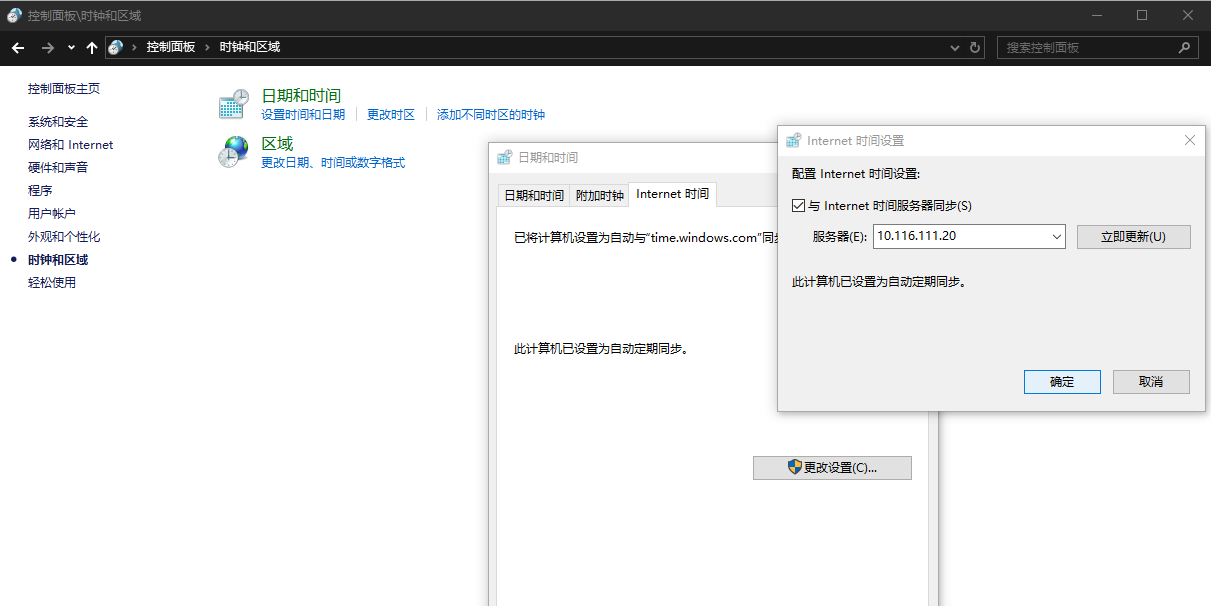 控制面板\时钟和区域
控制面板 › 时钟和区域
搜索控制面板
控制面板主页
系统和安全
网络和 Internet
硬件和声音
程序
用户帐户
外观和个性化
时钟和区域
轻松使用
日期和时间
设置时间和日期
更改时区
添加不同时区的时钟
区域
更改日期、时间或数字格式
日期和时间
日期和时间
附加时钟
Internet 时间
已将计算机设置为自动与“time.windows.com”同
此计算机已设置为自动定期同步。
更改设置(C)...
Internet 时间设置
配置 Internet 时间设置:
与 Internet 时间服务器同步(S)
服务器(E):
10.116.111.20
立即更新(U)
此计算机已设置为自动定期同步。
确定
取消